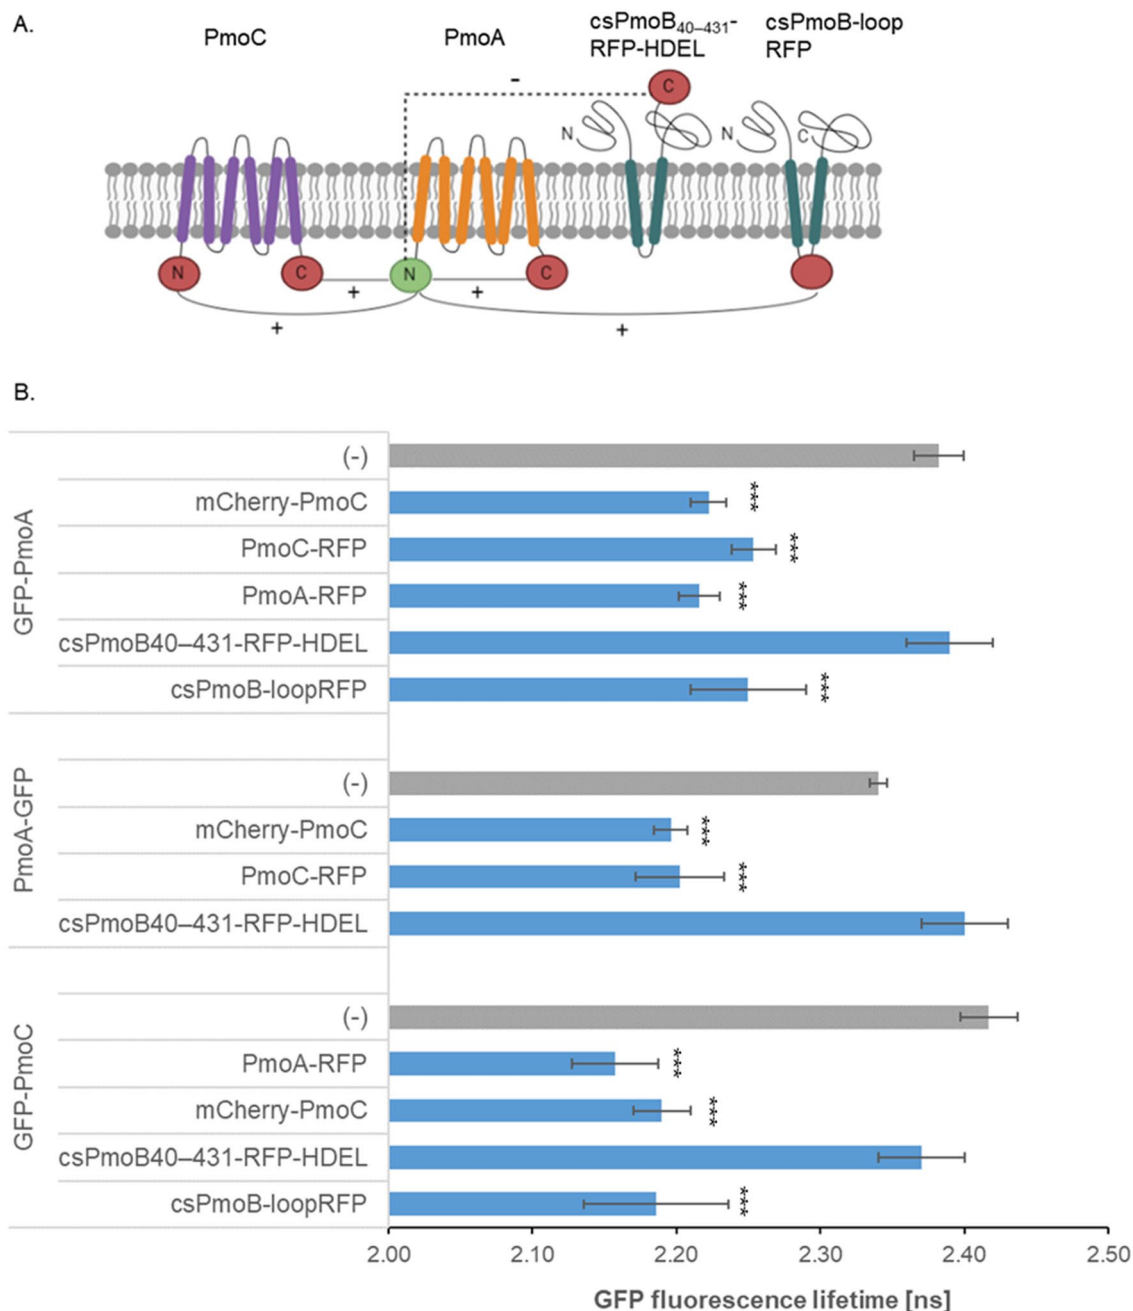 A.
PmoC
PmoA
csPmoB40–431-
RFP-HDEL
csPmoB-loop
RFP
-
C
N
N
C
N
C
N
C
+
+
+
+
B.
GFP-PmoA
(-)
mCherry-PmoC
***
PmoC-RFP
***
PmoA-RFP
***
csPmoB40–431-RFP-HDEL
csPmoB-loopRFP
***
PmoA-GFP
(-)
mCherry-PmoC
***
PmoC-RFP
***
csPmoB40–431-RFP-HDEL
GFP-PmoC
(-)
PmoA-RFP
***
mCherry-PmoC
***
csPmoB40–431-RFP-HDEL
csPmoB-loopRFP
***
2.00 2.10 2.20 2.30 2.40 2.50
GFP fluorescence lifetime [ns]